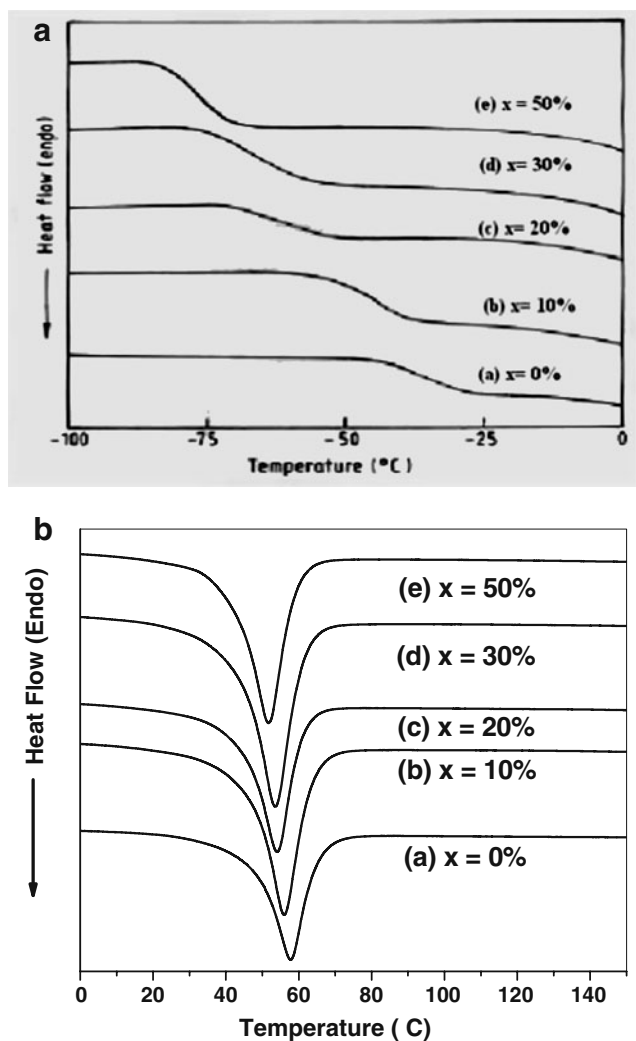 a
Heat flow (endo)
(e) x = 50%
(d) x= 30%
(c) x= 20%
(b) x= 10%
(a) x= 0%
-100 -75 -50 -25 0
Temperature (°C)
b
Heat Flow (Endo)
(e) x = 50%
(d) x = 30%
(c) x = 20%
(b) x = 10%
(a) x = 0%
0 20 40 60 80 100 120 140
Temperature ( C)